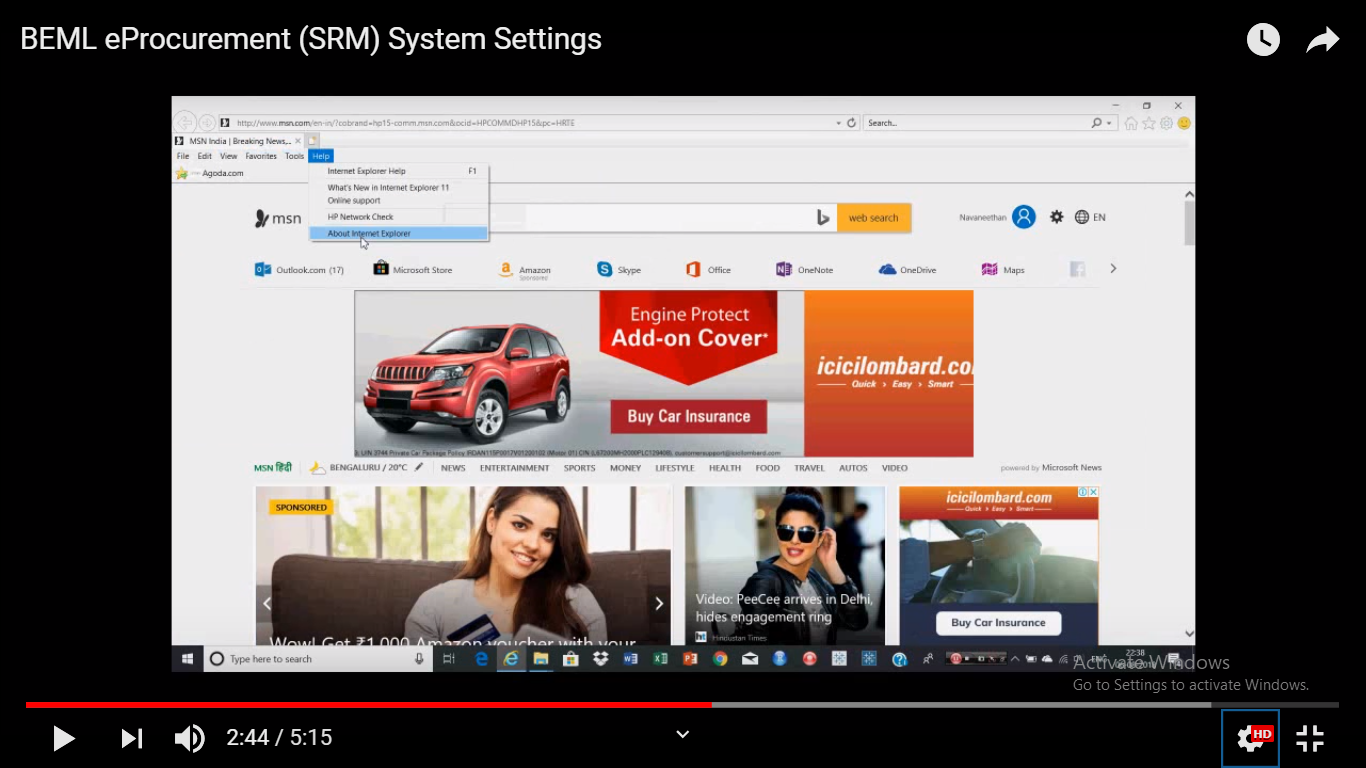 BEML eProcurement (SRM) System Settings
http://www.msn.com/en-in/?cobrand=hp15-comm.msn.com&ocid=HPCOMMDHP15&pc=HRTE
Search...
MSN India | Breaking News,...
File Edit View Favorites Tools Help
Agoda.com
Internet Explorer Help F1
What's New in Internet Explorer 11
Online support
HP Network Check
About Internet Explorer
msn
web search
Navaneethan
EN
Outlook.com (17) Microsoft Store Amazon Skype Office OneNote OneDrive Maps
Sponsored
Engine Protect
Add-on Cover*
Buy Car Insurance
icicilombard.co
Quick > Easy > Smart
MSN हिंदी BENGALURU / 20°C NEWS ENTERTAINMENT SPORTS MONEY LIFESTYLE HEALTH FOOD TRAVEL AUTOS VIDEO powered by Microsoft News
SPONSORED
Wow! Get ₹1,000 Amazon voucher with your
Video: PeeCee arrives in Delhi,
hides engagement ring
Hindustan Times
icicilombard.com
Quick > Easy > Smart
Buy Car Insurance
Type here to search
22:38
Activate Windows
Go to Settings to activate Windows.
2:44 / 5:15
HD